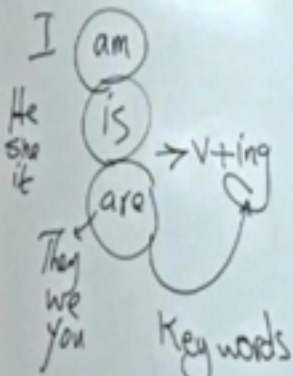 I am
He
she
it
is
→ V+ing
are
They
we
you
Key words